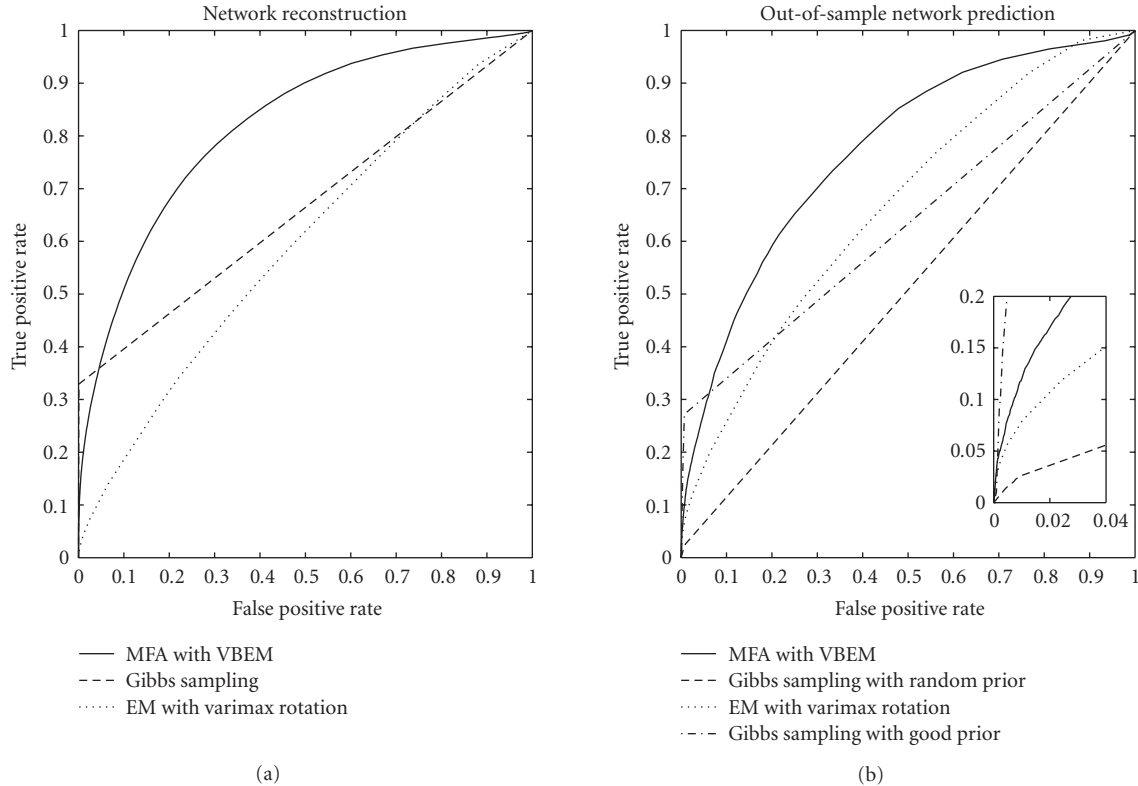 Network reconstruction
1
0.9
0.8
0.7
0.6
0.5
0.4
0.3
0.2
0.1
0
True positive rate
0 0.1 0.2 0.3 0.4 0.5 0.6 0.7 0.8 0.9 1
False positive rate
MFA with VBEM
Gibbs sampling
EM with varimax rotation
(a)
Out-of-sample network prediction
1
0.9
0.8
0.7
0.6
0.5
0.4
0.3
0.2
0.1
0
True positive rate
0.2
0.15
0.1
0.05
0
0 0.02 0.04
0 0.1 0.2 0.3 0.4 0.5 0.6 0.7 0.8 0.9 1
False positive rate
MFA with VBEM
Gibbs sampling with random prior
EM with varimax rotation
Gibbs sampling with good prior
(b)